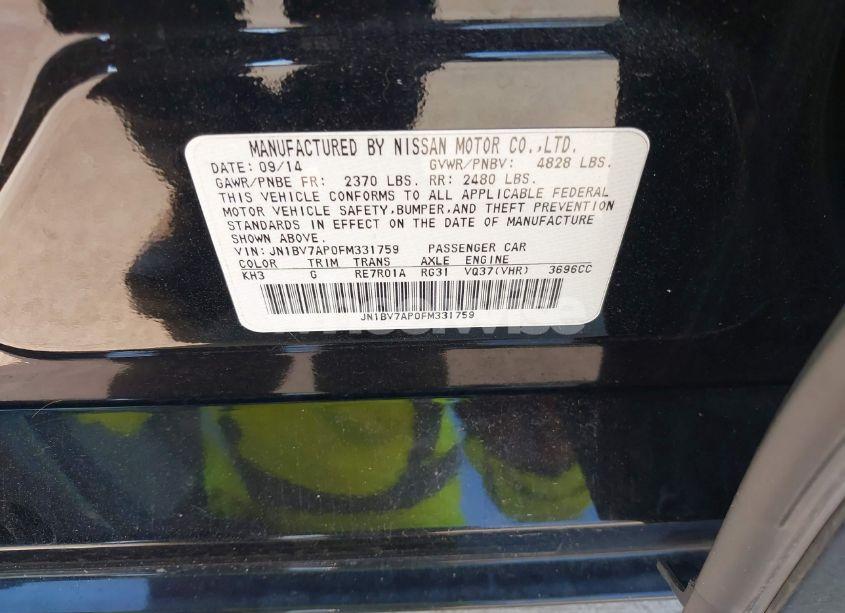 MANUFACTURED BY NISSAN MOTOR CO.,LTD.
DATE: 09/14 GVWR/PNBV: 4828 LBS.
GAWR/PNBE FR: 2370 LBS. RR: 2480 LBS.
THIS VEHICLE CONFORMS TO ALL APPLICABLE FEDERAL
MOTOR VEHICLE SAFETY,BUMPER,AND THEFT PREVENTION
STANDARDS IN EFFECT ON THE DATE OF MANUFACTURE
SHOWN ABOVE.
VIN: JN1BV7AP0FM331759 PASSENGER CAR
COLOR TRIM TRANS AXLE ENGINE
KH3 G RE7R01A RG31 VQ37(VHR) 3696CC
JN1BV7AP0FM331759